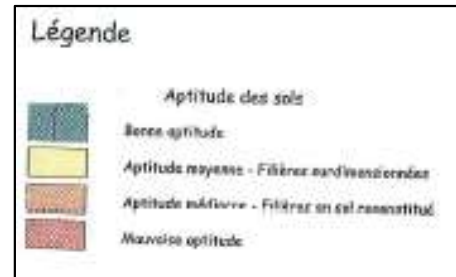 Légende
Aptitude des sols
Bonne aptitude
Aptitude moyenne - Filières surdimensionnées
Aptitude médiocre - Filières en sol reconstitué
Mauvaise aptitude